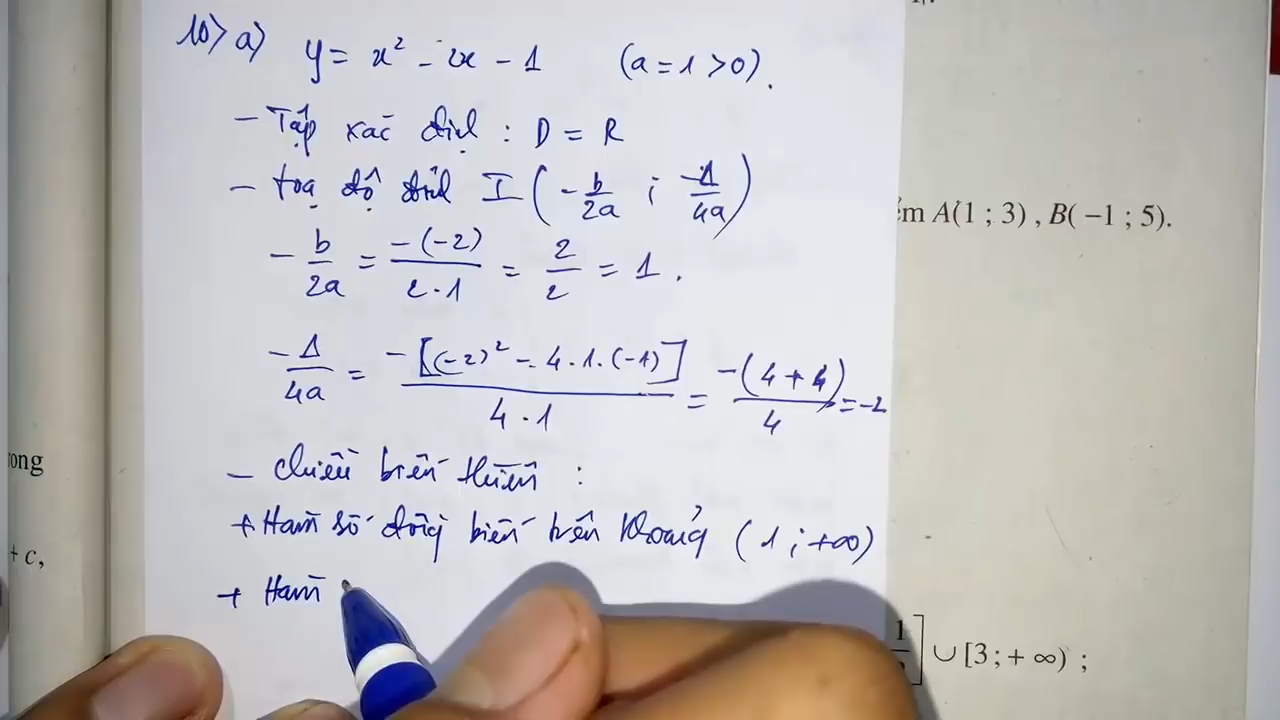 10> a) y = x² - 2x - 1 (a = 1 > 0).
- Tập xác định : D = R
- toạ độ đỉnh I (-b/2a ; -Δ/4a)
-b/2a = -(-2)/2·1 = 2/2 = 1.
-Δ/4a = -[(-2)² - 4·1·(-1)]/4·1 = -(4+4)/4 = -2
- chiều biến thiên :
+ Hàm số đồng biến trên khoảng (1 ; +∞)
+ Hàm
A(1 ; 3) , B( −1 ; 5).
+ c,
] ∪ [3 ; + ∞) ;